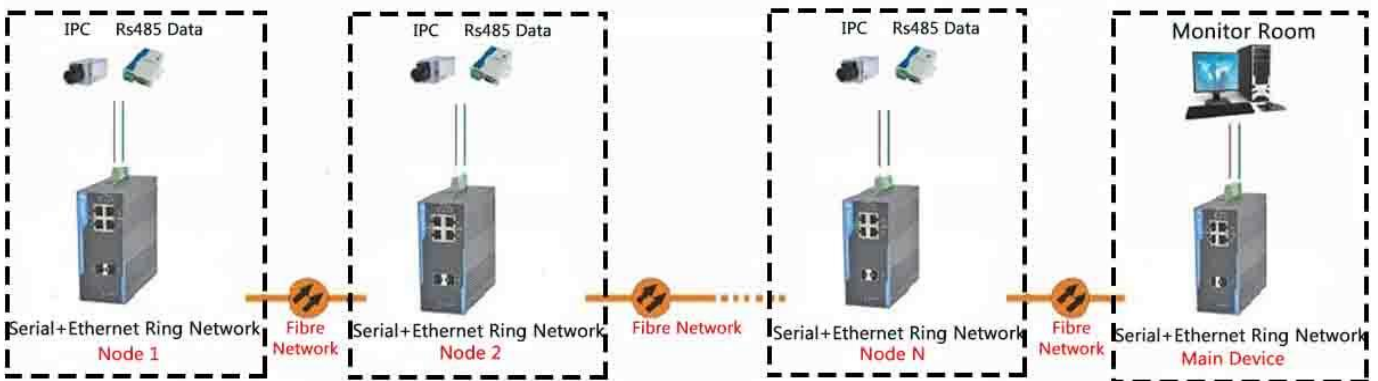 IPC Rs485 Data
Serial+Ethernet Ring Network
Node 1
Fibre
Network
IPC Rs485 Data
Serial+Ethernet Ring Network
Node 2
Fibre Network
IPC Rs485 Data
Serial+Ethernet Ring Network
Node N
Fibre
Network
Monitor Room
Serial+Ethernet Ring Network
Main Device